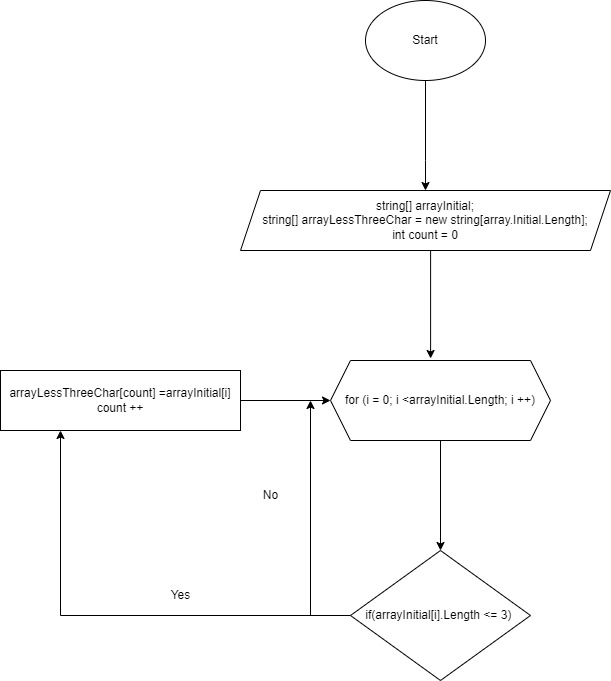 Start
string[] arrayInitial;
string[] arrayLessThreeChar = new string[array.Initial.Length];
int count = 0
arrayLessThreeChar[count] =arrayInitial[i]
count ++
for (i = 0; i <arrayInitial.Length; i ++)
No
Yes
if(arrayInitial[i].Length <= 3)